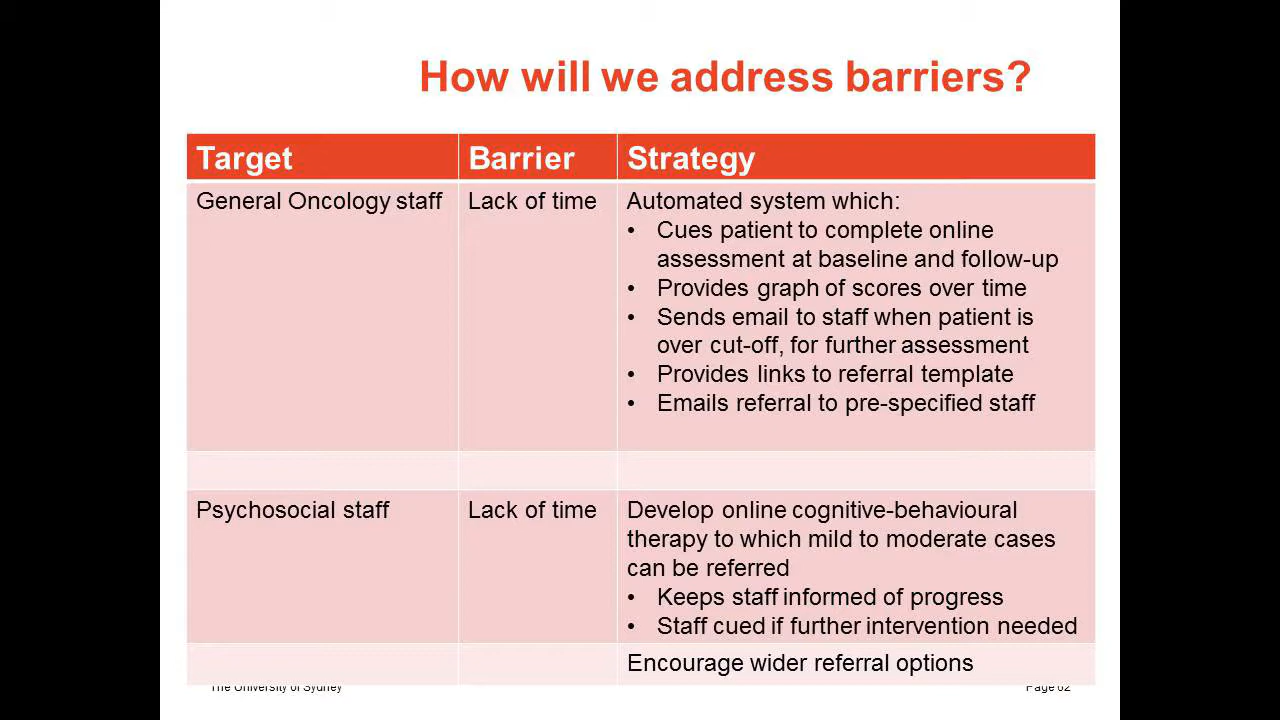 How will we address barriers?
Target Barrier Strategy
General Oncology staff Lack of time Automated system which:
• Cues patient to complete online
assessment at baseline and follow-up
• Provides graph of scores over time
• Sends email to staff when patient is
over cut-off, for further assessment
• Provides links to referral template
• Emails referral to pre-specified staff
Psychosocial staff Lack of time Develop online cognitive-behavioural
therapy to which mild to moderate cases
can be referred
• Keeps staff informed of progress
• Staff cued if further intervention needed
Encourage wider referral options
The University of Sydney Page 62